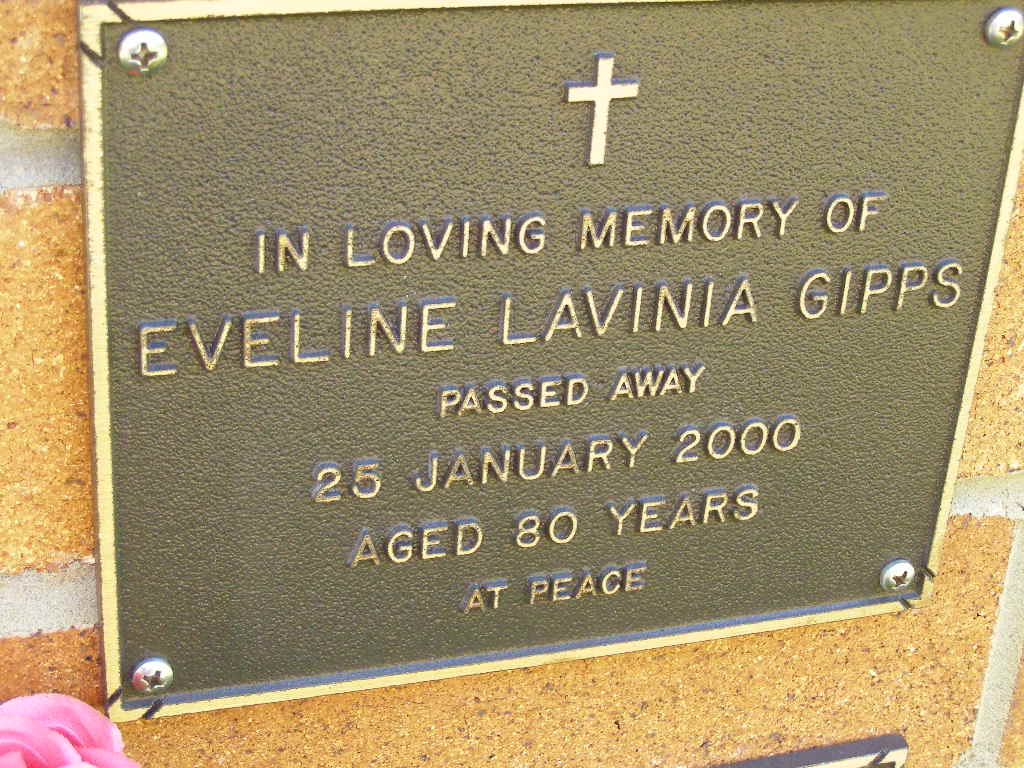 IN LOVING MEMORY OF
EVELINE LAVINIA GIPPS
PASSED AWAY
25 JANUARY 2000
AGED 80 YEARS
AT PEACE